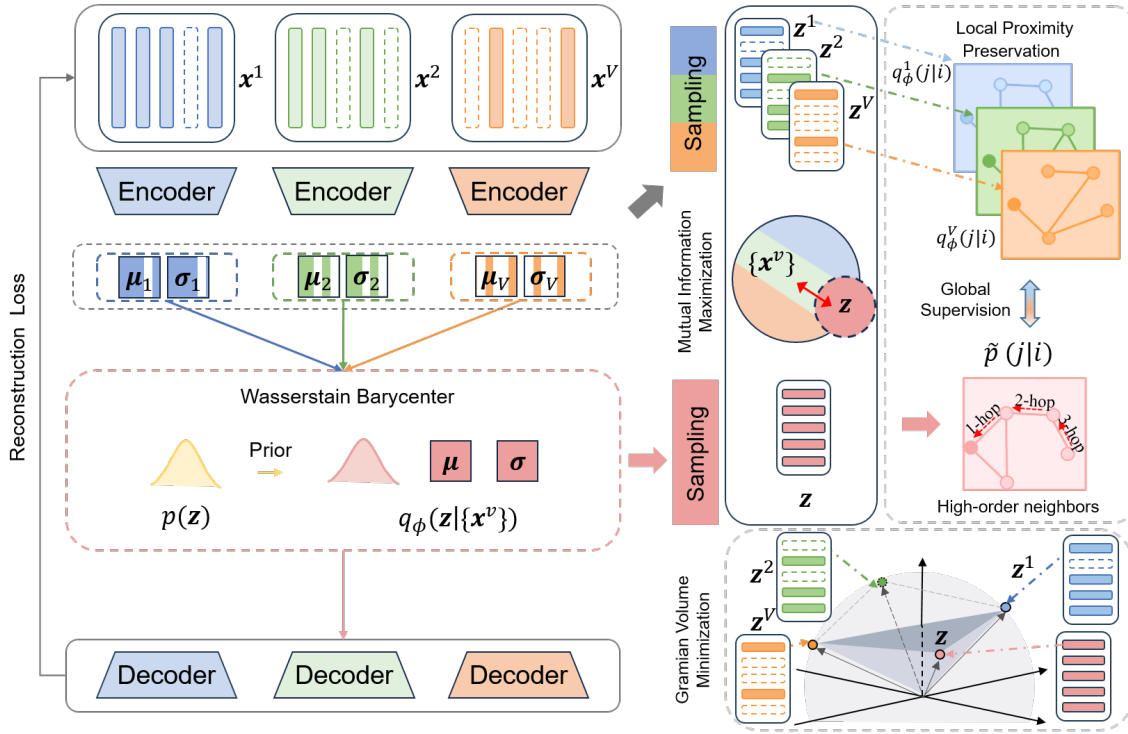 Reconstruction Loss
x^1
x^2
x^V
Encoder
Encoder
Encoder
μ_1
σ_1
μ_2
σ_2
μ_V
σ_V
Wasserstain Barycenter
Prior
p(z)
q_ϕ(z|{x^v})
μ
σ
Decoder
Decoder
Decoder
Sampling
z^1
z^2
z^V
Mutual Information
Maximization
{x^v}
z
Sampling
z
Local Proximity
Preservation
q_ϕ^1(j|i)
q_ϕ^V(j|i)
Global
Supervision
p̃ (j|i)
1-hop
2-hop
3-hop
High-order neighbors
Gramian Volume
Minimization
z^2
z^V
z^1
z